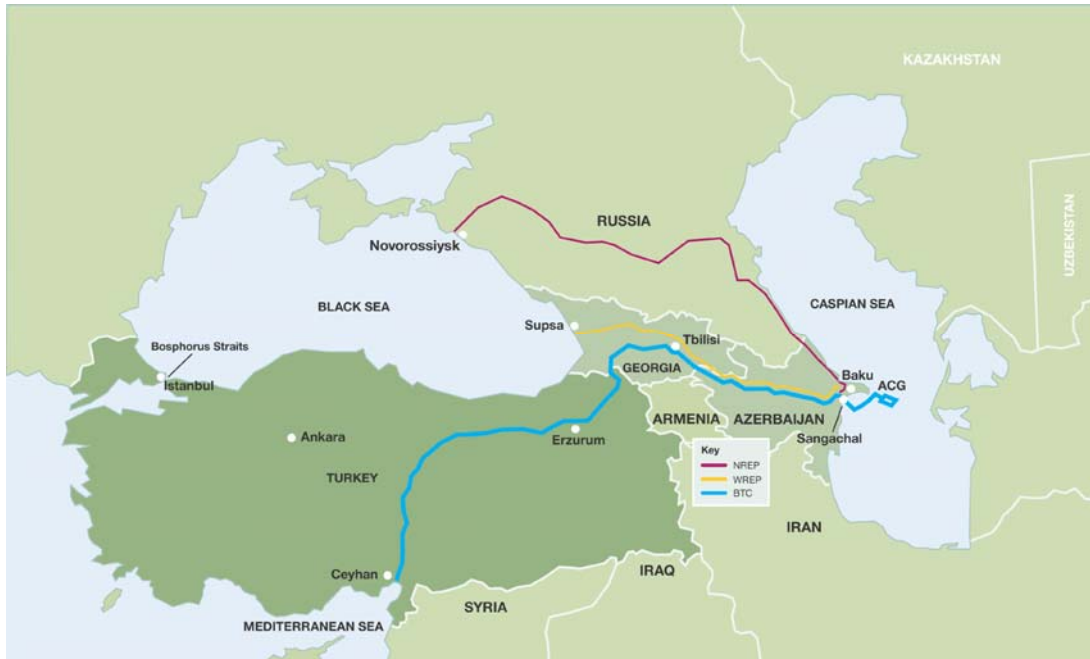 KAZAKHSTAN
UZBEKISTAN
RUSSIA
Novorossiysk
BLACK SEA
CASPIAN SEA
Supsa
Tbilisi
Bosphorus Straits
Istanbul
GEORGIA
Baku
ACG
ARMENIA
AZERBAIJAN
Ankara
Erzurum
Sangachal
Key
NREP
WREP
BTC
TURKEY
IRAN
Ceyhan
IRAQ
SYRIA
MEDITERRANEAN SEA